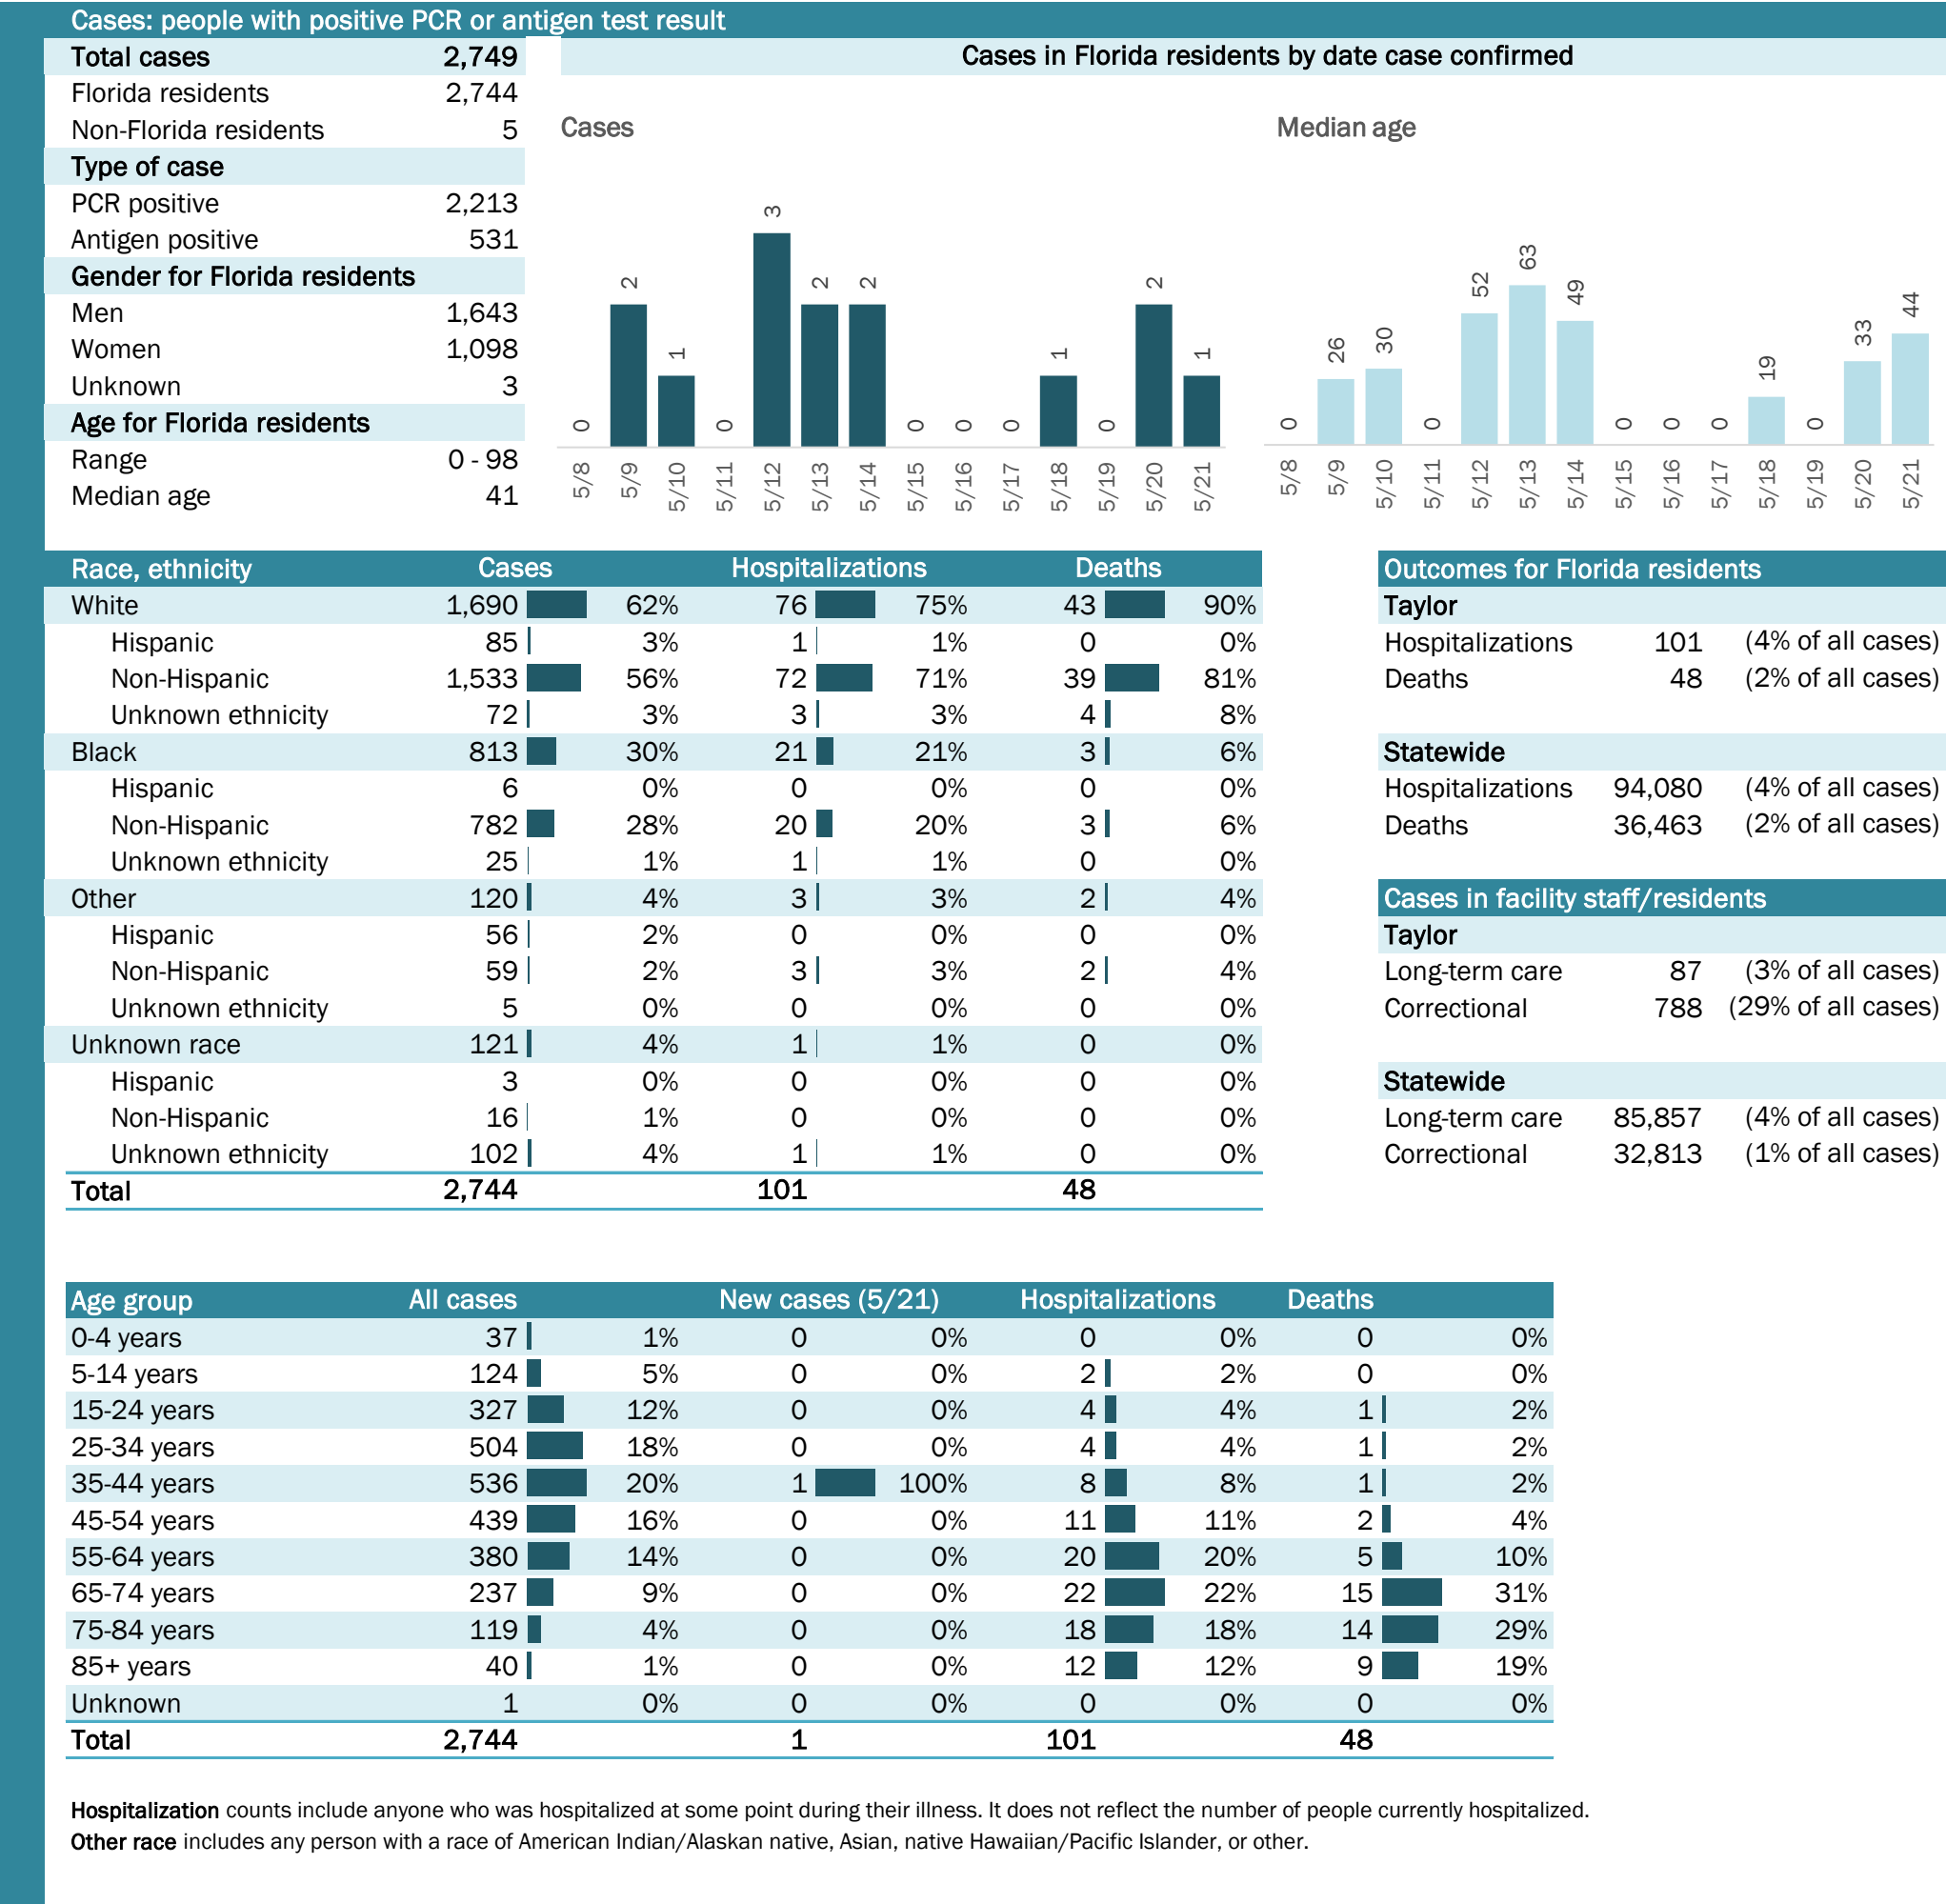 Cases: people with positive PCR or antigen test result
Total cases 2,749
Florida residents 2,744
Non-Florida residents 5
Type of case
PCR positive 2,213
Antigen positive 531
Gender for Florida residents
Men 1,643
Women 1,098
Unknown 3
Age for Florida residents
Range 0 - 98
Median age 41
Cases in Florida residents by date case confirmed
Cases
0 2 1 0 3 2 2 0 0 0 1 0 2 1
5/8 5/9 5/10 5/11 5/12 5/13 5/14 5/15 5/16 5/17 5/18 5/19 5/20 5/21
Median age
0 26 30 0 52 63 49 0 0 0 19 0 33 44
5/8 5/9 5/10 5/11 5/12 5/13 5/14 5/15 5/16 5/17 5/18 5/19 5/20 5/21
Race, ethnicity Cases Hospitalizations Deaths
White 1,690 62% 76 75% 43 90%
Hispanic 85 3% 1 1% 0 0%
Non-Hispanic 1,533 56% 72 71% 39 81%
Unknown ethnicity 72 3% 3 3% 4 8%
Black 813 30% 21 21% 3 6%
Hispanic 6 0% 0 0% 0 0%
Non-Hispanic 782 28% 20 20% 3 6%
Unknown ethnicity 25 1% 1 1% 0 0%
Other 120 4% 3 3% 2 4%
Hispanic 56 2% 0 0% 0 0%
Non-Hispanic 59 2% 3 3% 2 4%
Unknown ethnicity 5 0% 0 0% 0 0%
Unknown race 121 4% 1 1% 0 0%
Hispanic 3 0% 0 0% 0 0%
Non-Hispanic 16 1% 0 0% 0 0%
Unknown ethnicity 102 4% 1 1% 0 0%
Total 2,744 101 48
Outcomes for Florida residents
Taylor
Hospitalizations 101 (4% of all cases)
Deaths 48 (2% of all cases)
Statewide
Hospitalizations 94,080 (4% of all cases)
Deaths 36,463 (2% of all cases)
Cases in facility staff/residents
Taylor
Long-term care 87 (3% of all cases)
Correctional 788 (29% of all cases)
Statewide
Long-term care 85,857 (4% of all cases)
Correctional 32,813 (1% of all cases)
Age group All cases New cases (5/21) Hospitalizations Deaths
0-4 years 37 1% 0 0% 0 0% 0 0%
5-14 years 124 5% 0 0% 2 2% 0 0%
15-24 years 327 12% 0 0% 4 4% 1 2%
25-34 years 504 18% 0 0% 4 4% 1 2%
35-44 years 536 20% 1 100% 8 8% 1 2%
45-54 years 439 16% 0 0% 11 11% 2 4%
55-64 years 380 14% 0 0% 20 20% 5 10%
65-74 years 237 9% 0 0% 22 22% 15 31%
75-84 years 119 4% 0 0% 18 18% 14 29%
85+ years 40 1% 0 0% 12 12% 9 19%
Unknown 1 0% 0 0% 0 0% 0 0%
Total 2,744 1 101 48
Hospitalization counts include anyone who was hospitalized at some point during their illness. It does not reflect the number of people currently hospitalized.
Other race includes any person with a race of American Indian/Alaskan native, Asian, native Hawaiian/Pacific Islander, or other.